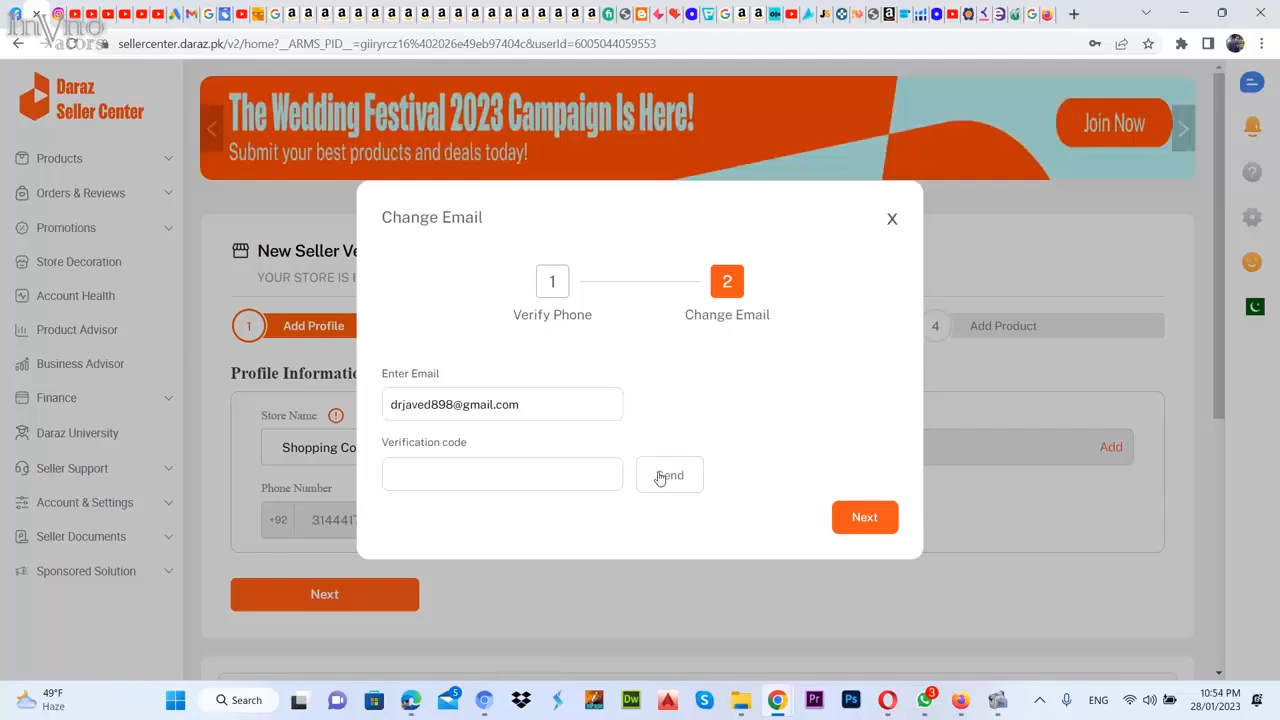 sellercenter.daraz.pk/v2/home?__ARMS_PID__=giiryrcz16%402026e49eb97404c&userId=6005044059553
Daraz
Seller Center
The Wedding Festival 2023 Campaign Is Here!
Submit your best products and deals today!
Join Now
Products
Orders & Reviews
Promotions
Store Decoration
Account Health
Product Advisor
Business Advisor
Finance
Daraz University
Seller Support
Account & Settings
Seller Documents
Sponsored Solution
New Seller
YOUR STORE IS
1
Add Profile
4
Add Product
Profile
Store Name
Shopping
Add
Phone Number
+92
Next
Change Email
X
1
2
Verify Phone
Change Email
Enter Email
drjaved898@gmail.com
Verification code
Next
49°F
Haze
Search
5
Dw
Pr
Ps
3
ENG
10:54 PM
28/01/2023